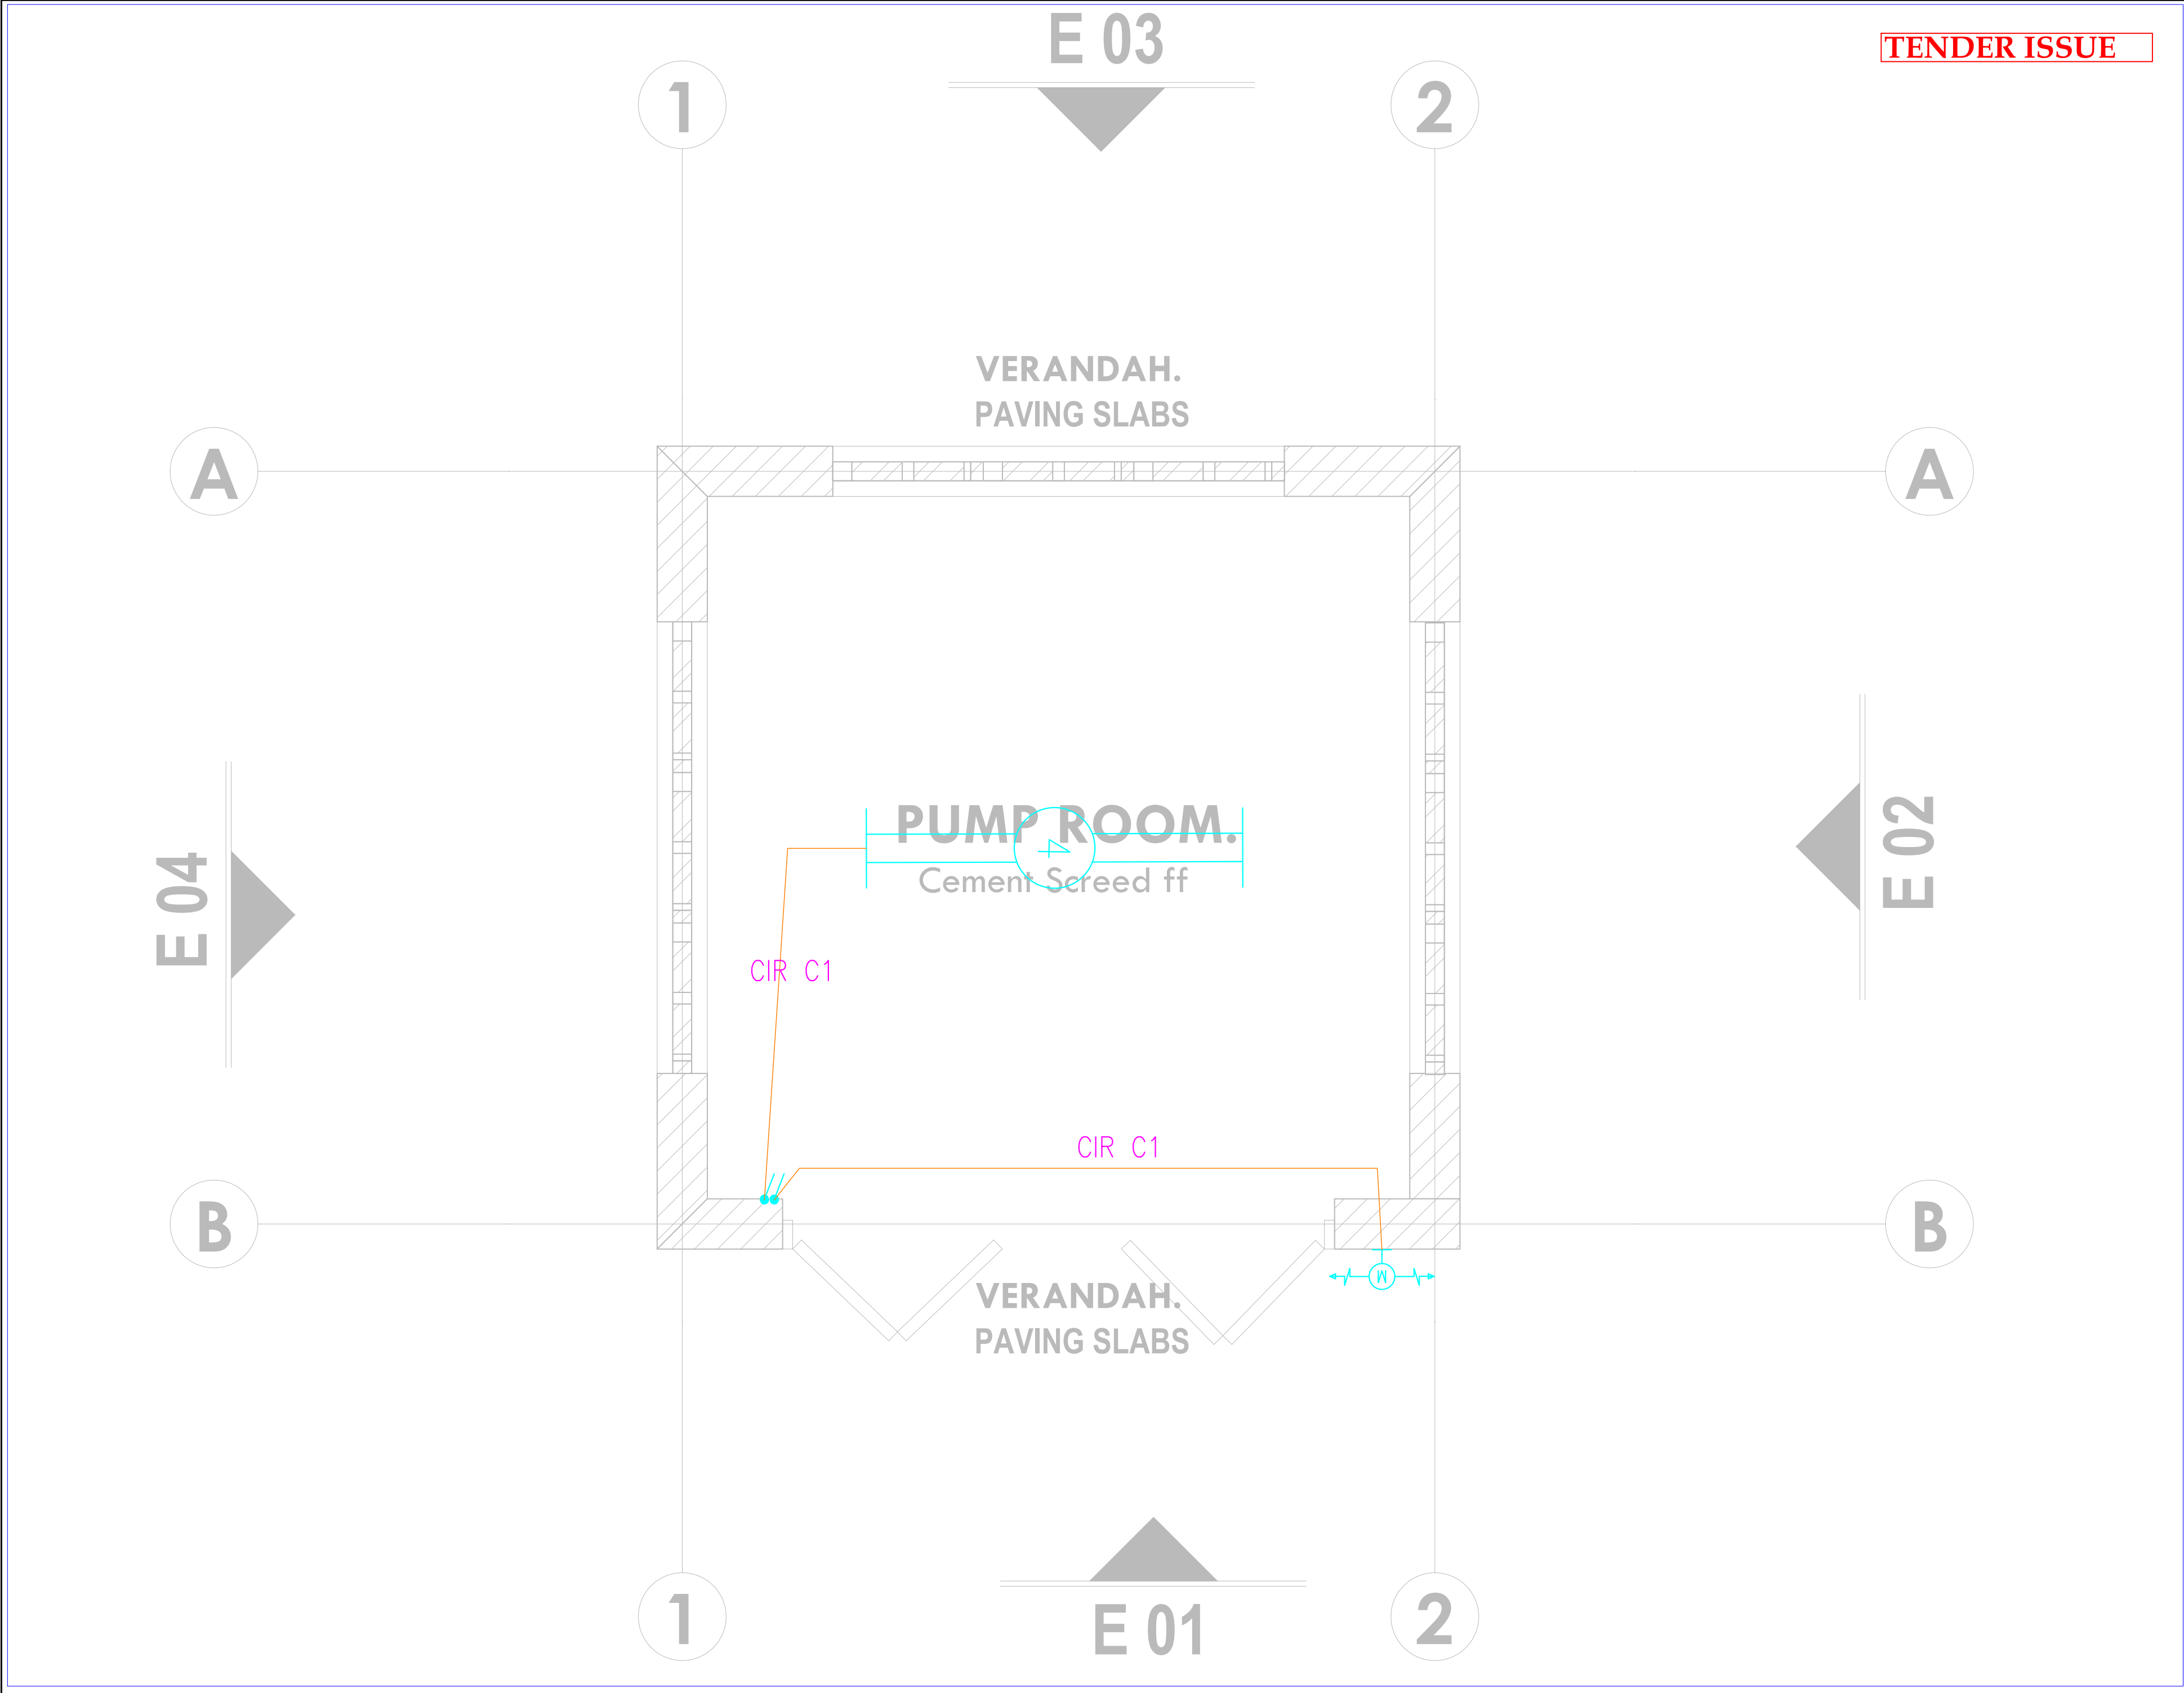 E 03
TENDER ISSUE
1
2
VERANDAH.
PAVING SLABS
A
A
PUMP ROOM.
4
Cement Screed ff
E 04
E 02
CIR C1
CIR C1
B
B
W
VERANDAH.
PAVING SLABS
E 01
1
2